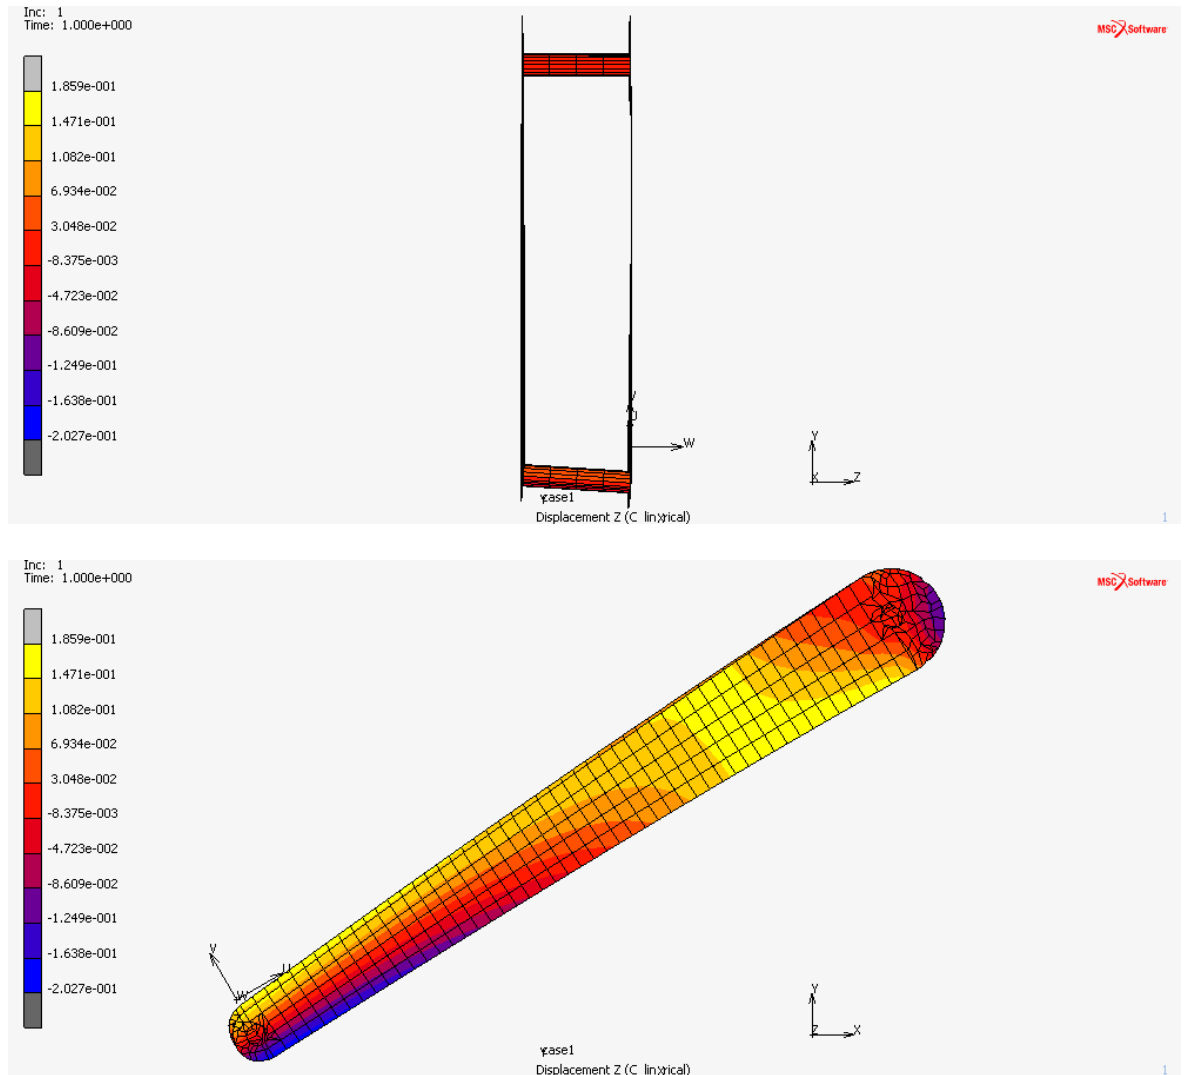 Inc: 1
Time: 1.000e+000
MSC Software
1.859e-001
1.471e-001
1.082e-001
6.934e-002
3.048e-002
-8.375e-003
-4.723e-002
-8.609e-002
-1.249e-001
-1.638e-001
-2.027e-001
V
U
W
Y
X
Z
case1
Displacement Z
1
Inc: 1
Time: 1.000e+000
MSC Software
1.859e-001
1.471e-001
1.082e-001
6.934e-002
3.048e-002
-8.375e-003
-4.723e-002
-8.609e-002
-1.249e-001
-1.638e-001
-2.027e-001
V
U
W
Y
Z
X
case1
Displacement Z
1